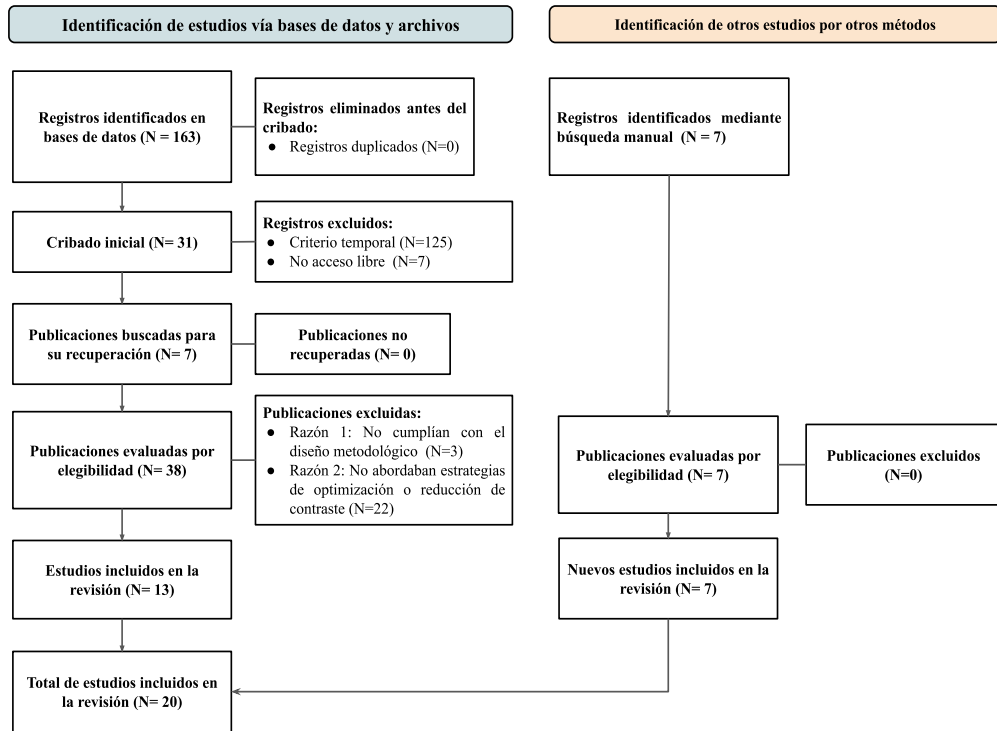 Identificación de estudios vía bases de datos y archivos
Identificación de otros estudios por otros métodos
Registros identificados en
bases de datos (N = 163)
Registros eliminados antes del
cribado:
● Registros duplicados (N=0)
Registros identificados mediante
búsqueda manual (N = 7)
Cribado inicial (N= 31)
Registros excluidos:
● Criterio temporal (N=125)
● No acceso libre (N=7)
Publicaciones buscadas para
su recuperación (N= 7)
Publicaciones no
recuperadas (N= 0)
Publicaciones evaluadas por
elegibilidad (N= 38)
Publicaciones excluidas:
● Razón 1: No cumplían con el
diseño metodológico (N=3)
● Razón 2: No abordaban estrategias
de optimización o reducción de
contraste (N=22)
Publicaciones evaluadas por
elegibilidad (N= 7)
Publicaciones excluidos
(N=0)
Estudios incluidos en la
revisión (N= 13)
Nuevos estudios incluidos en la
revisión (N= 7)
Total de estudios incluidos en
la revisión (N= 20)